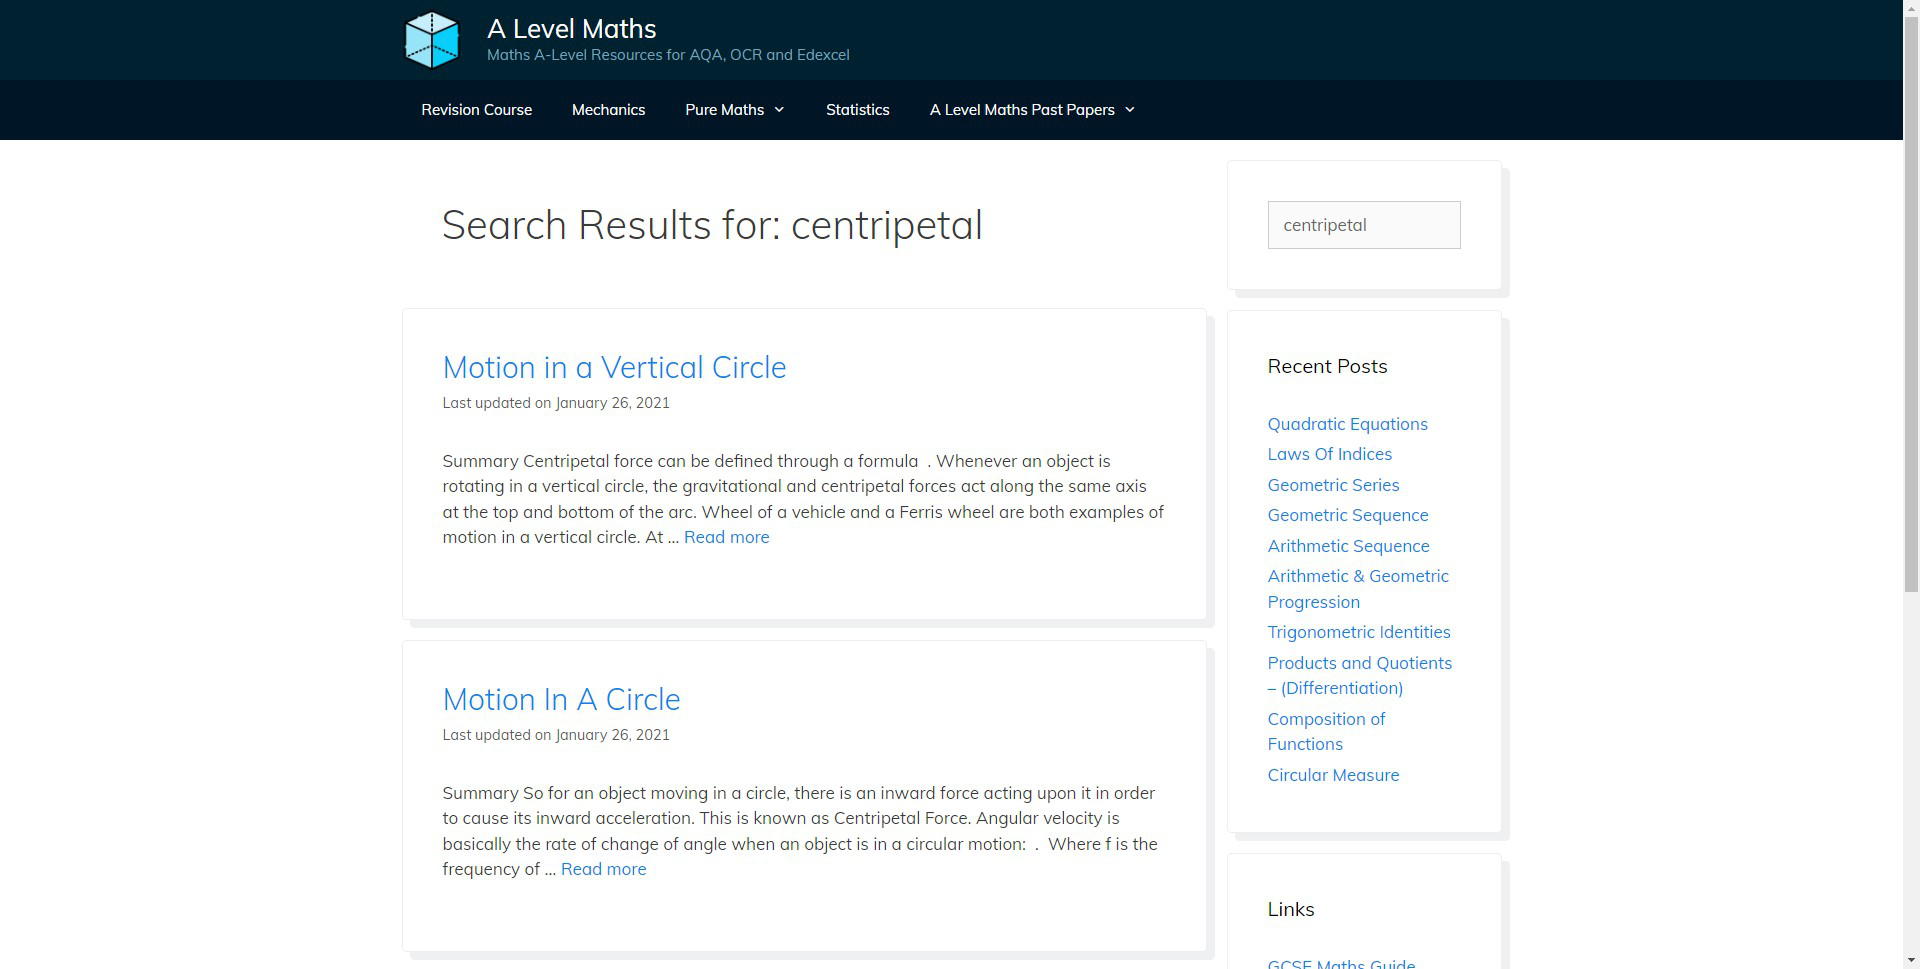 A Level Maths
Maths A-Level Resources for AQA, OCR and Edexcel
Revision Course
Mechanics
Pure Maths
Statistics
A Level Maths Past Papers
Search Results for: centripetal
Motion in a Vertical Circle
Last updated on January 26, 2021
Summary Centripetal force can be defined through a formula . Whenever an object is
rotating in a vertical circle, the gravitational and centripetal forces act along the same axis
at the top and bottom of the arc. Wheel of a vehicle and a Ferris wheel are both examples of
motion in a vertical circle. At ... Read more
Motion In A Circle
Last updated on January 26, 2021
Summary So for an object moving in a circle, there is an inward force acting upon it in order
to cause its inward acceleration. This is known as Centripetal Force. Angular velocity is
basically the rate of change of angle when an object is in a circular motion: . Where f is the
frequency of ... Read more
centripetal
Recent Posts
Quadratic Equations
Laws Of Indices
Geometric Series
Geometric Sequence
Arithmetic Sequence
Arithmetic & Geometric
Progression
Trigonometric Identities
Products and Quotients
– (Differentiation)
Composition of
Functions
Circular Measure
Links
GCSE Maths Guide